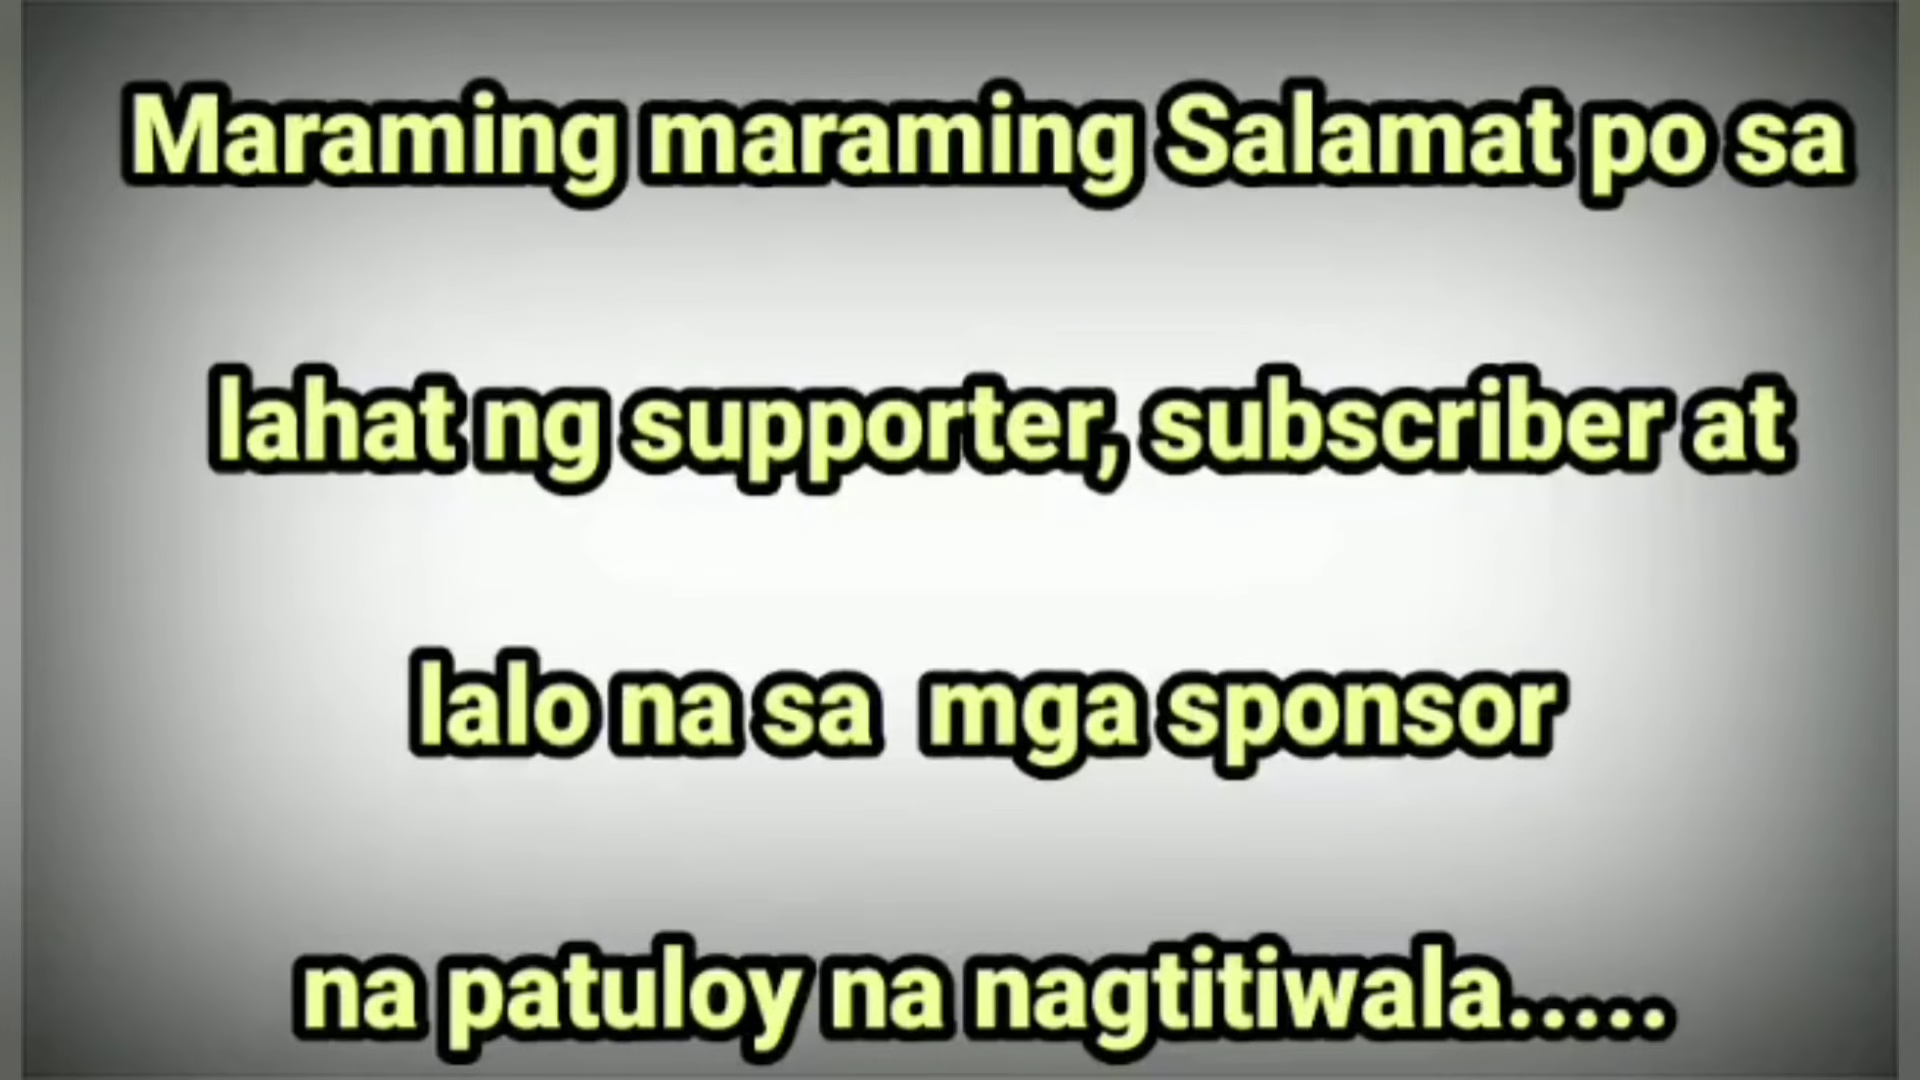 Maraming maraming Salamat po sa
lahat ng supporter, subscriber at
lalo na sa mga sponsor
na patuloy na nagtitiwala.....